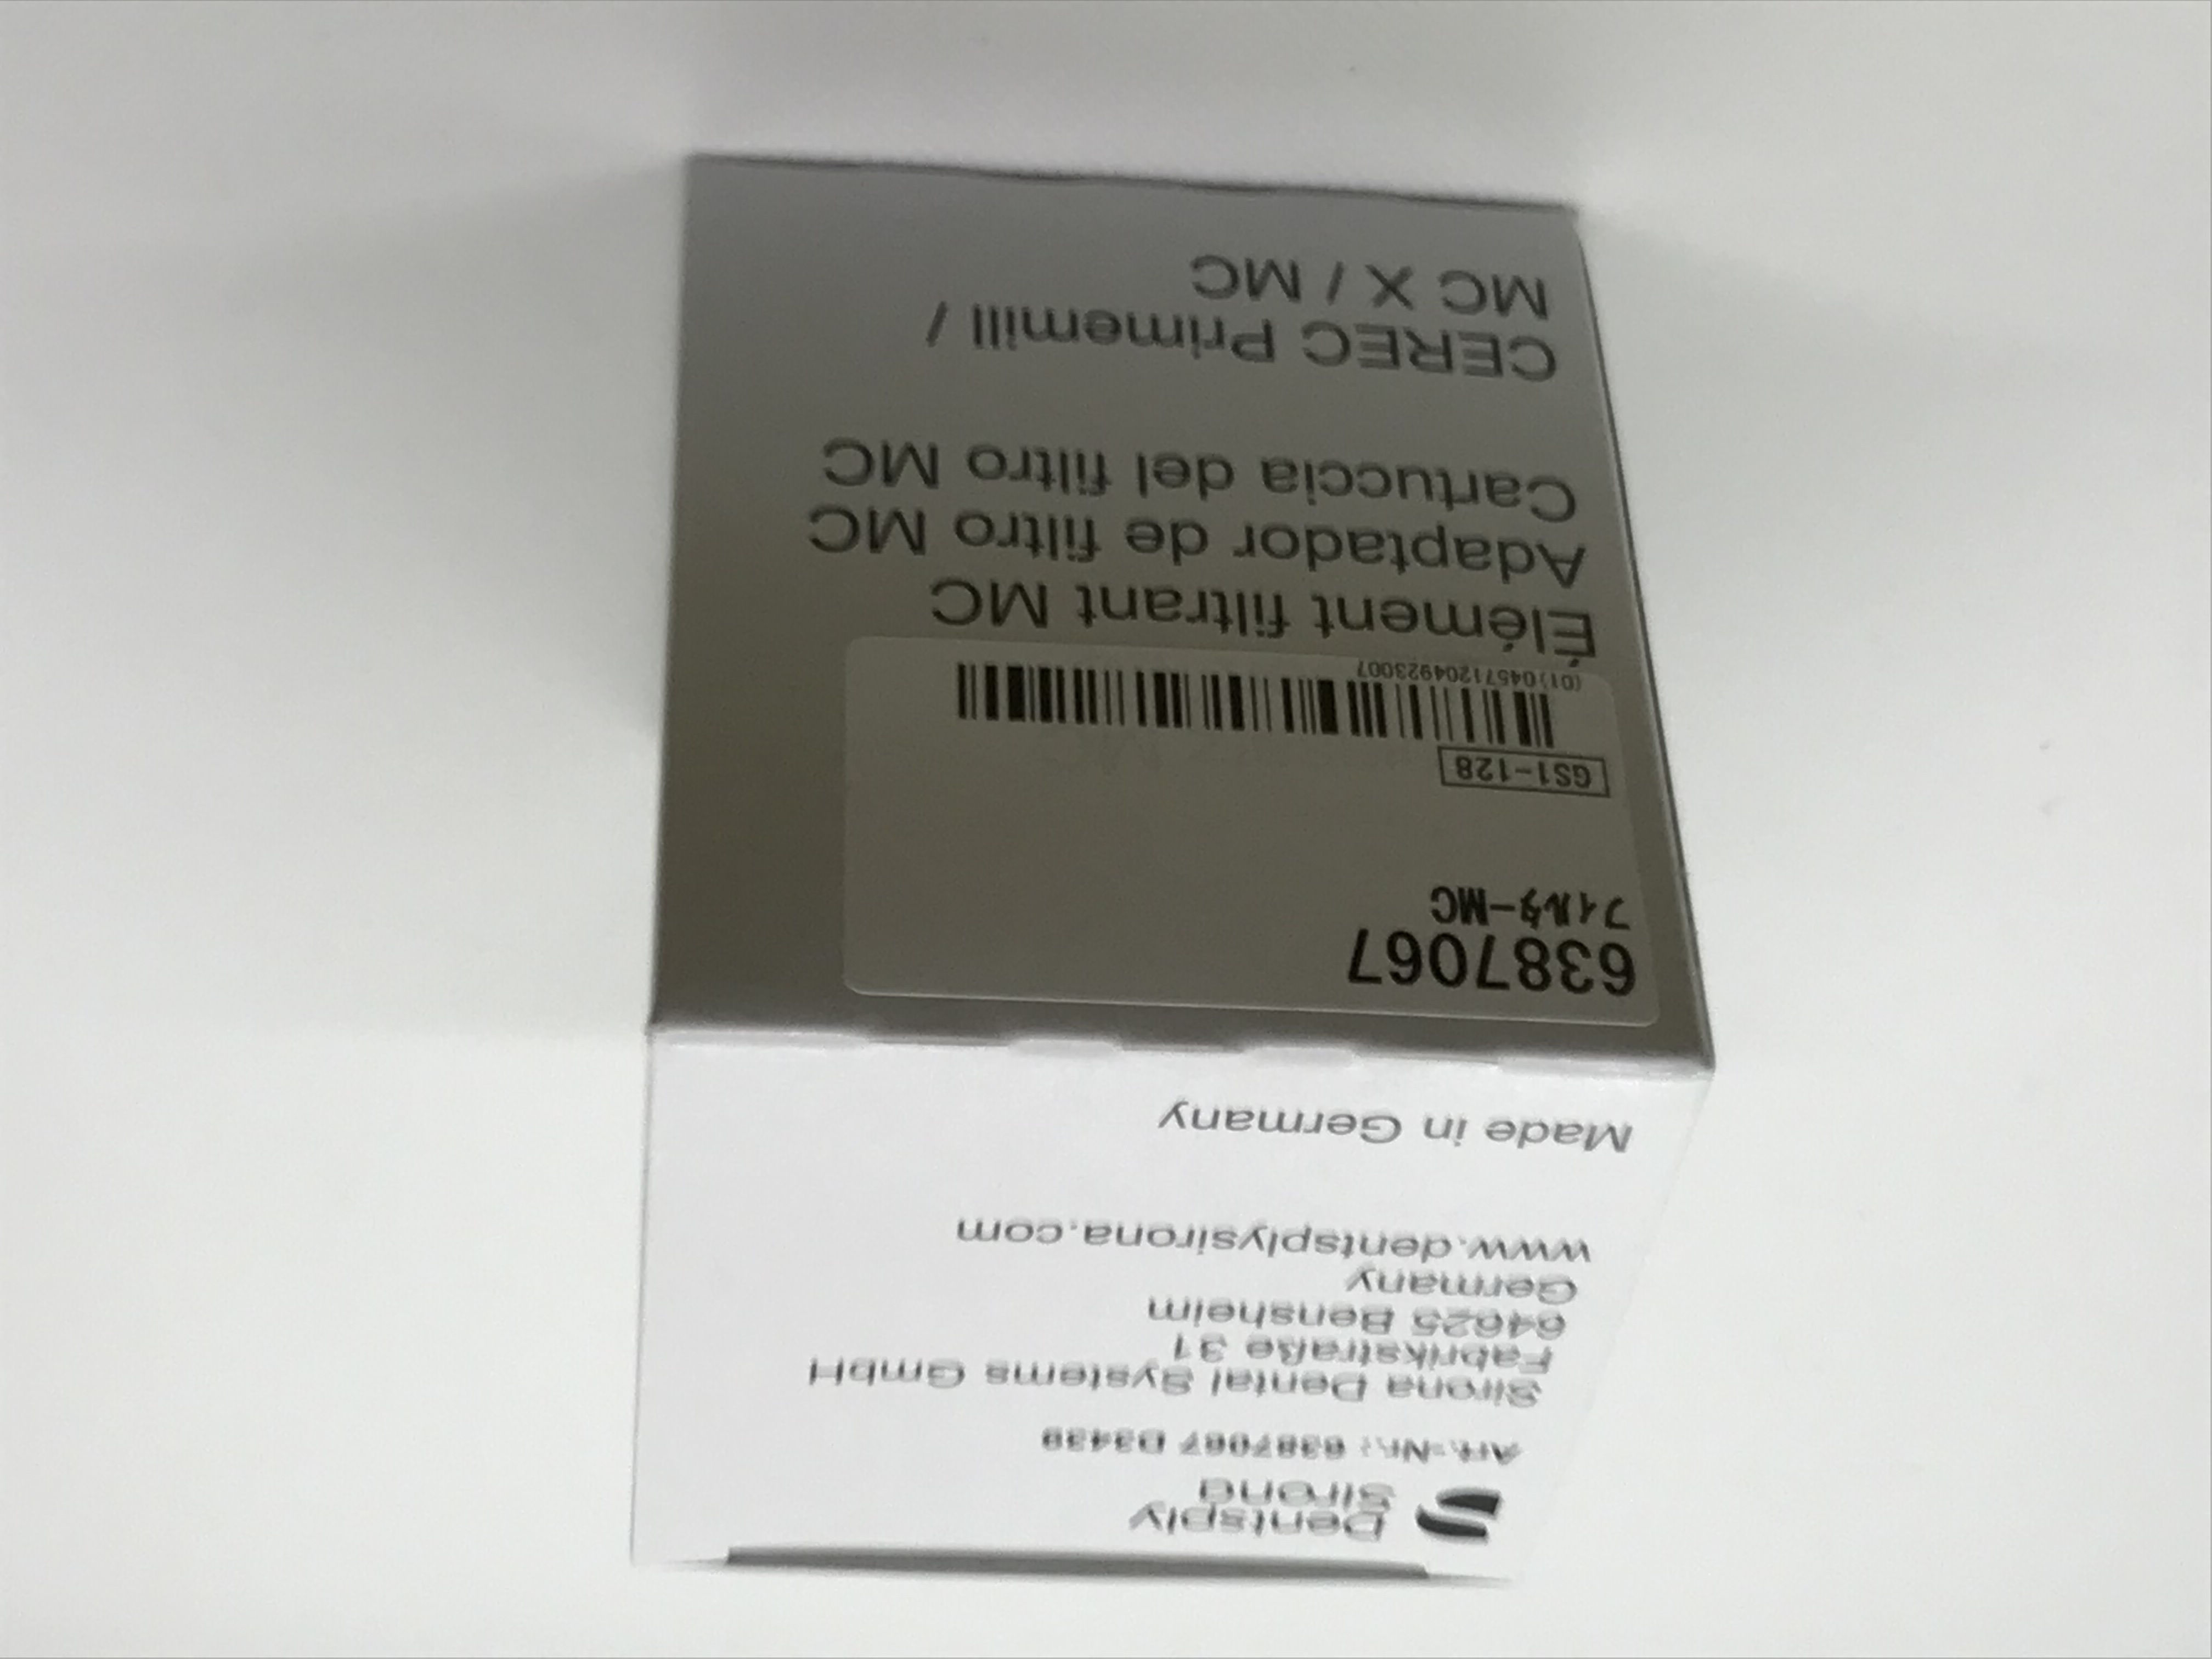 Dentsply
Sirona
Art.-Nr.: 6387067 D3439
Sirona Dental Systems GmbH
Fabrikstraße 31
64625 Bensheim
Germany
www.dentsplysirona.com
Made in Germany
6387067
フィルター-MC
GS1-128
(01)04571204923007
Élément filtrant MC
Adaptador de filtro MC
Cartuccia del filtro MC
CEREC Primemill /
MC X / MC